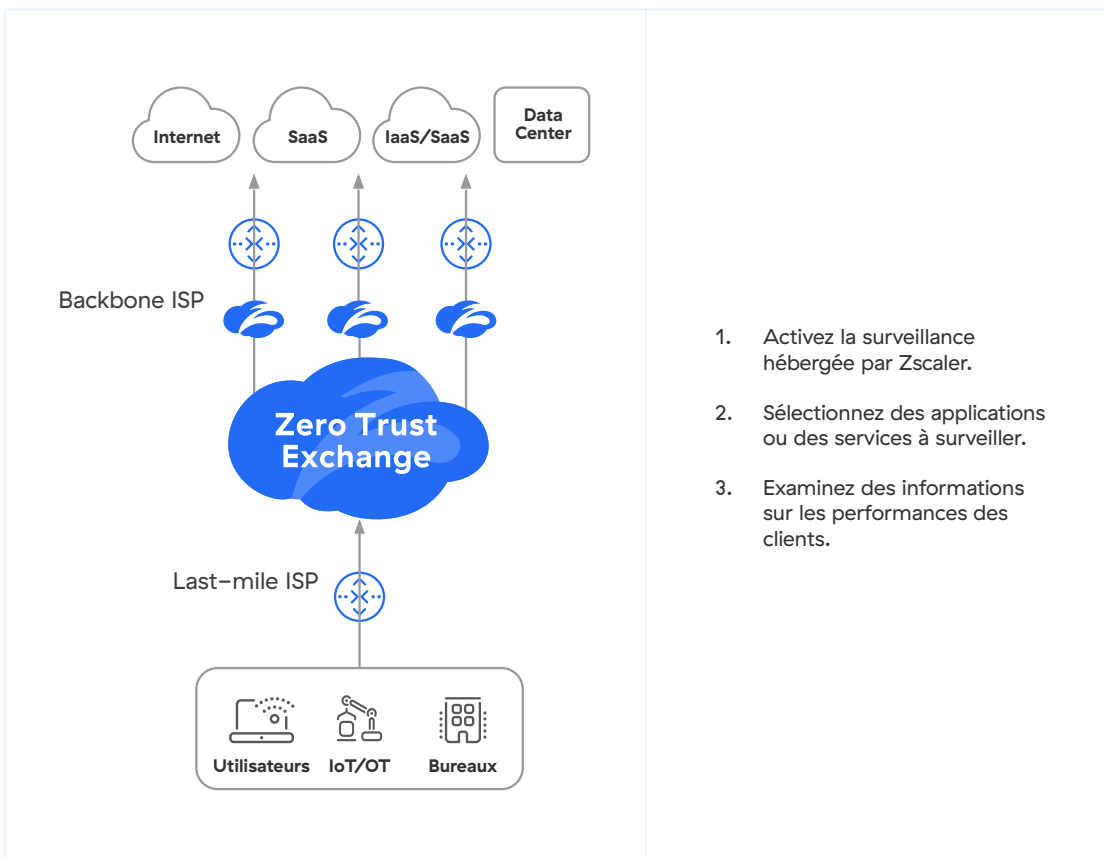 Internet
SaaS
IaaS/SaaS
Data
Center
Backbone ISP
Zero Trust
Exchange
Last-mile ISP
Utilisateurs
IoT/OT
Bureaux
1. Activez la surveillance
hébergée par Zscaler.
2. Sélectionnez des applications
ou des services à surveiller.
3. Examinez des informations
sur les performances des
clients.